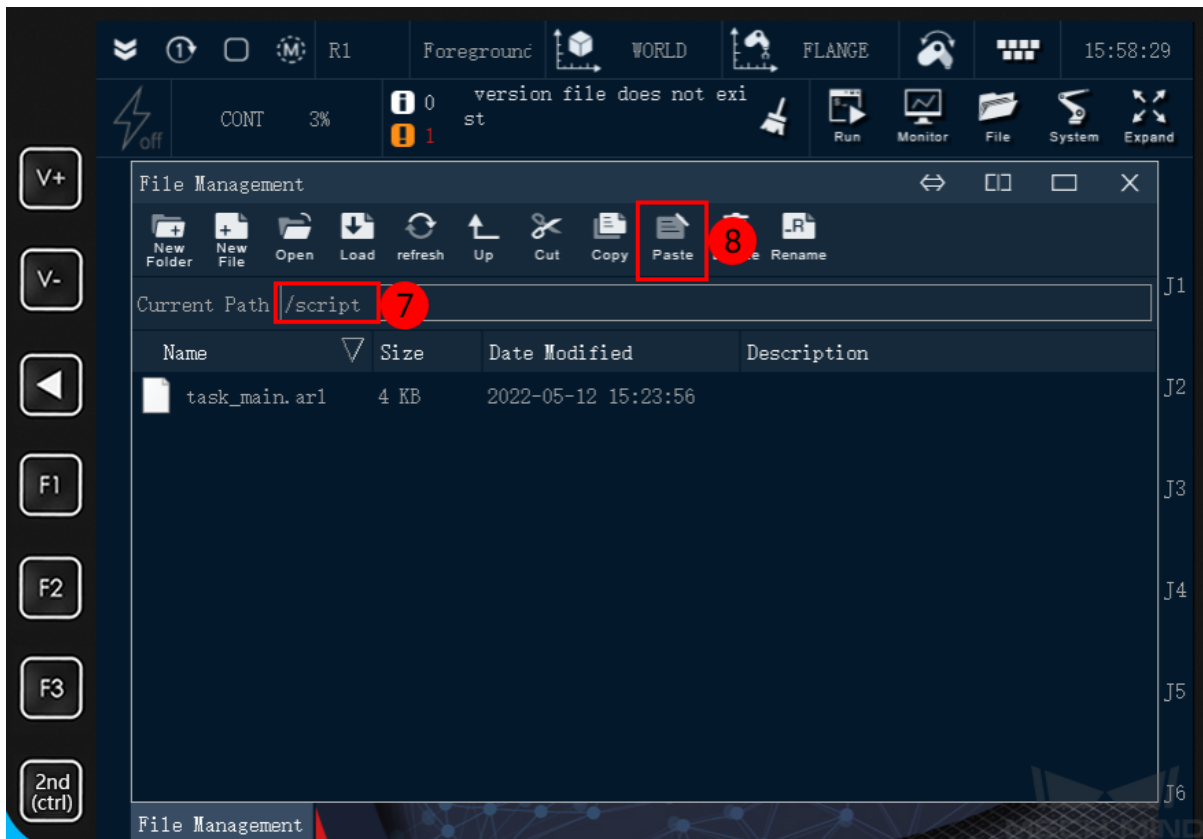 R1 Foreground WORLD FLANGE 15:58:29
off CONT 3% 0 version file does not exi
1 st
Run Monitor File System Expand
V+
V-
F1
F2
F3
2nd
(ctrl)
File Management
New Folder New File Open Load refresh Up Cut Copy Paste 8 Rename
Current Path /script 7
Name Size Date Modified Description
task_main.arl 4 KB 2022-05-12 15:23:56
J1
J2
J3
J4
J5
J6
File Management